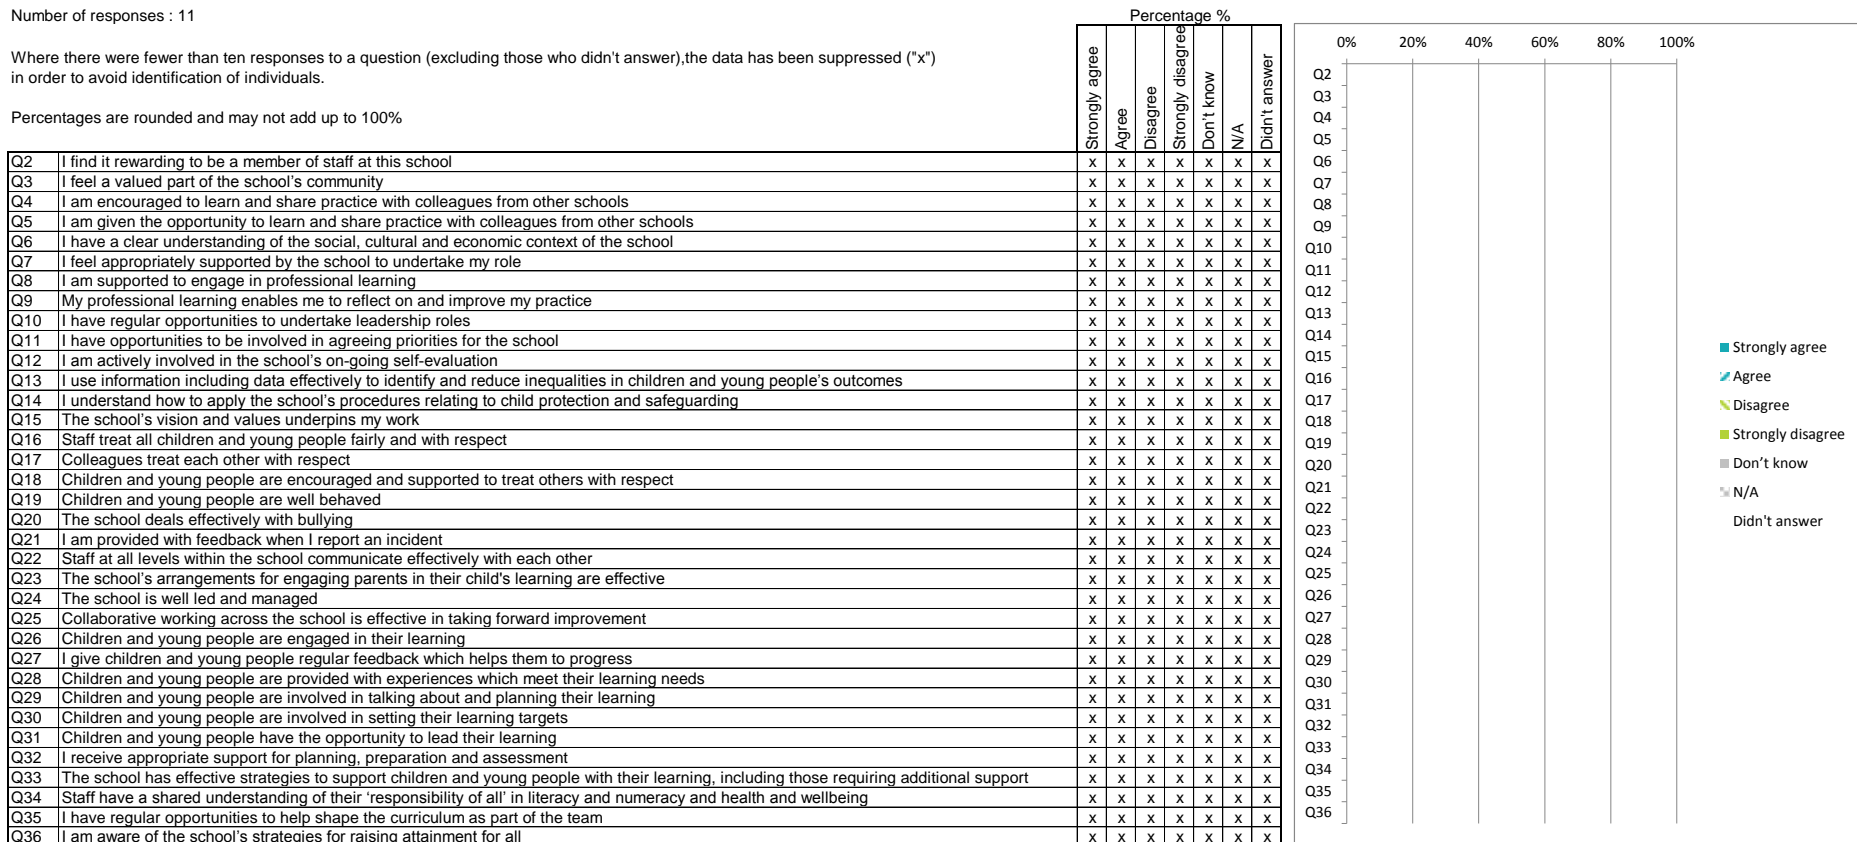 Number of responses : 11
Percentage %
Where there were fewer than ten responses to a question (excluding those who didn't answer),the data has been suppressed ("x")
in order to avoid identification of individuals.
Percentages are rounded and may not add up to 100%
Strongly agree
Agree
Disagree
Strongly disagree
Don't know
N/A
Didn't answer
Q2 I find it rewarding to be a member of staff at this school x x x x x x x
Q3 I feel a valued part of the school’s community x x x x x x x
Q4 I am encouraged to learn and share practice with colleagues from other schools x x x x x x x
Q5 I am given the opportunity to learn and share practice with colleagues from other schools x x x x x x x
Q6 I have a clear understanding of the social, cultural and economic context of the school x x x x x x x
Q7 I feel appropriately supported by the school to undertake my role x x x x x x x
Q8 I am supported to engage in professional learning x x x x x x x
Q9 My professional learning enables me to reflect on and improve my practice x x x x x x x
Q10 I have regular opportunities to undertake leadership roles x x x x x x x
Q11 I have opportunities to be involved in agreeing priorities for the school x x x x x x x
Q12 I am actively involved in the school’s on-going self-evaluation x x x x x x x
Q13 I use information including data effectively to identify and reduce inequalities in children and young people’s outcomes x x x x x x x
Q14 I understand how to apply the school’s procedures relating to child protection and safeguarding x x x x x x x
Q15 The school’s vision and values underpins my work x x x x x x x
Q16 Staff treat all children and young people fairly and with respect x x x x x x x
Q17 Colleagues treat each other with respect x x x x x x x
Q18 Children and young people are encouraged and supported to treat others with respect x x x x x x x
Q19 Children and young people are well behaved x x x x x x x
Q20 The school deals effectively with bullying x x x x x x x
Q21 I am provided with feedback when I report an incident x x x x x x x
Q22 Staff at all levels within the school communicate effectively with each other x x x x x x x
Q23 The school’s arrangements for engaging parents in their child's learning are effective x x x x x x x
Q24 The school is well led and managed x x x x x x x
Q25 Collaborative working across the school is effective in taking forward improvement x x x x x x x
Q26 Children and young people are engaged in their learning x x x x x x x
Q27 I give children and young people regular feedback which helps them to progress x x x x x x x
Q28 Children and young people are provided with experiences which meet their learning needs x x x x x x x
Q29 Children and young people are involved in talking about and planning their learning x x x x x x x
Q30 Children and young people are involved in setting their learning targets x x x x x x x
Q31 Children and young people have the opportunity to lead their learning x x x x x x x
Q32 I receive appropriate support for planning, preparation and assessment x x x x x x x
Q33 The school has effective strategies to support children and young people with their learning, including those requiring additional support x x x x x x x
Q34 Staff have a shared understanding of their ‘responsibility of all’ in literacy and numeracy and health and wellbeing x x x x x x x
Q35 I have regular opportunities to help shape the curriculum as part of the team x x x x x x x
Q36 I am aware of the school’s strategies for raising attainment for all x x x x x x x
0% 20% 40% 60% 80% 100%
Q2
Q3
Q4
Q5
Q6
Q7
Q8
Q9
Q10
Q11
Q12
Q13
Q14
Q15
Q16
Q17
Q18
Q19
Q20
Q21
Q22
Q23
Q24
Q25
Q26
Q27
Q28
Q29
Q30
Q31
Q32
Q33
Q34
Q35
Q36
Strongly agree
Agree
Disagree
Strongly disagree
Don’t know
N/A
Didn't answer